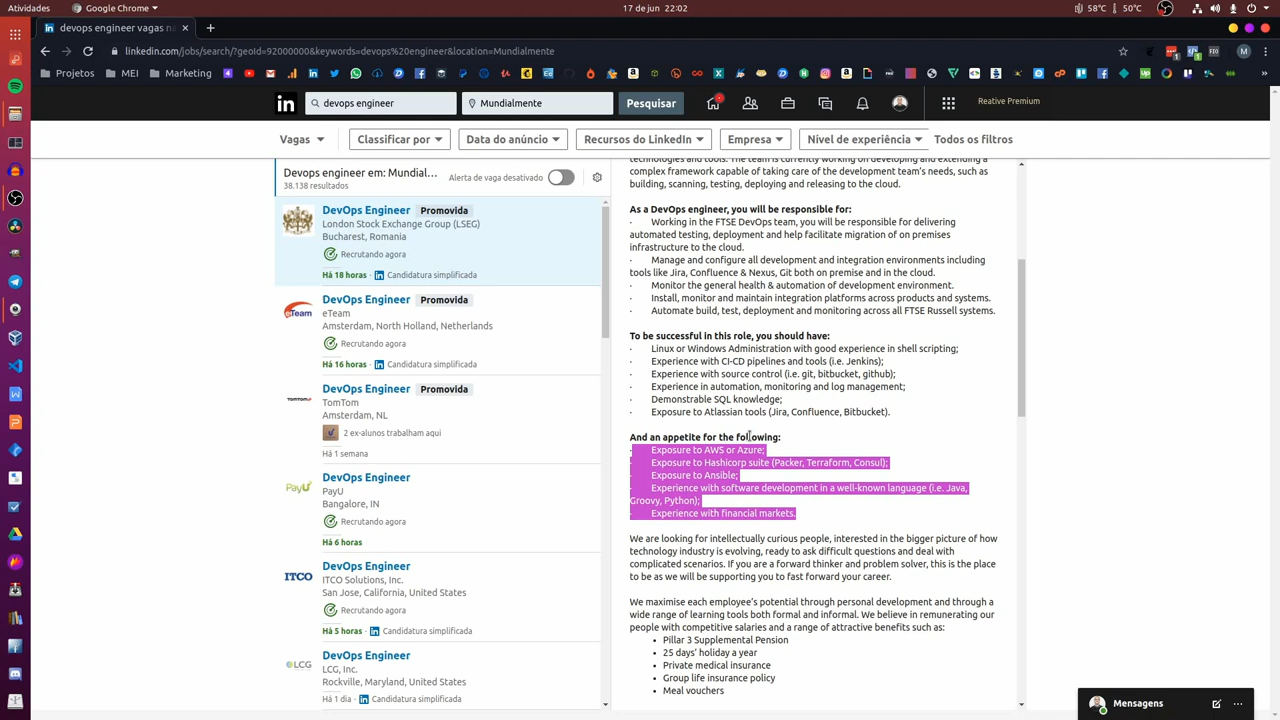 Atividades
Google Chrome
17 de jun 22:02
58°C
50°C
devops engineer vagas n
linkedin.com/jobs/search/?geoId=92000000&keywords=devops%20engineer&location=Mundialmente
M
Projetos
MEI
Marketing
in
devops engineer
Mundialmente
Pesquisar
Reative Premium
Vagas
Classificar por
Data do anúncio
Recursos do LinkedIn
Empresa
Nível de experiência
Todos os filtros
Devops engineer em: Mundial...
38.138 resultados
Alerta de vaga desativado
DevOps Engineer Promovida
London Stock Exchange Group (LSEG)
Bucharest, Romania
Recrutando agora
Há 18 horas · in Candidatura simplificada
eTeam
DevOps Engineer Promovida
eTeam
Amsterdam, North Holland, Netherlands
Recrutando agora
Há 16 horas · in Candidatura simplificada
TOMTOM
DevOps Engineer Promovida
TomTom
Amsterdam, NL
2 ex-alunos trabalham aqui
Há 1 semana
PayU
DevOps Engineer
PayU
Bangalore, IN
Recrutando agora
Há 6 horas
ITCO
DevOps Engineer
ITCO Solutions, Inc.
San Jose, California, United States
Recrutando agora
Há 5 horas · in Candidatura simplificada
LCG
DevOps Engineer
LCG, Inc.
Rockville, Maryland, United States
Há 1 dia · in Candidatura simplificada
technologies and tools. The team is currently working on developing and extending a
complex framework capable of taking care of the development team's needs, such as
building, scanning, testing, deploying and releasing to the cloud.
As a DevOps engineer, you will be responsible for:
· Working in the FTSE DevOps team, you will be responsible for delivering
automated testing, deployment and help facilitate migration of on premises
infrastructure to the cloud.
· Manage and configure all development and integration environments including
tools like Jira, Confluence & Nexus, Git both on premise and in the cloud.
· Monitor the general health & automation of development environment.
· Install, monitor and maintain integration platforms across products and systems.
· Automate build, test, deployment and monitoring across all FTSE Russell systems.
To be successful in this role, you should have:
· Linux or Windows Administration with good experience in shell scripting;
· Experience with CI-CD pipelines and tools (i.e. Jenkins);
· Experience with source control (i.e. git, bitbucket, github);
· Experience in automation, monitoring and log management;
· Demonstrable SQL knowledge;
· Exposure to Atlassian tools (Jira, Confluence, Bitbucket).
And an appetite for the following:
· Exposure to AWS or Azure;
· Exposure to Hashicorp suite (Packer, Terraform, Consul);
· Exposure to Ansible;
· Experience with software development in a well-known language (i.e. Java,
Groovy, Python);
· Experience with financial markets.
We are looking for intellectually curious people, interested in the bigger picture of how
technology industry is evolving, ready to ask difficult questions and deal with
complicated scenarios. If you are a forward thinker and problem solver, this is the place
to be as we will be supporting you to fast forward your career.
We maximise each employee's potential through personal development and through a
wide range of learning tools both formal and informal. We believe in remunerating our
people with competitive salaries and a range of attractive benefits such as:
• Pillar 3 Supplemental Pension
• 25 days' holiday a year
• Private medical insurance
• Group life insurance policy
• Meal vouchers
Mensagens